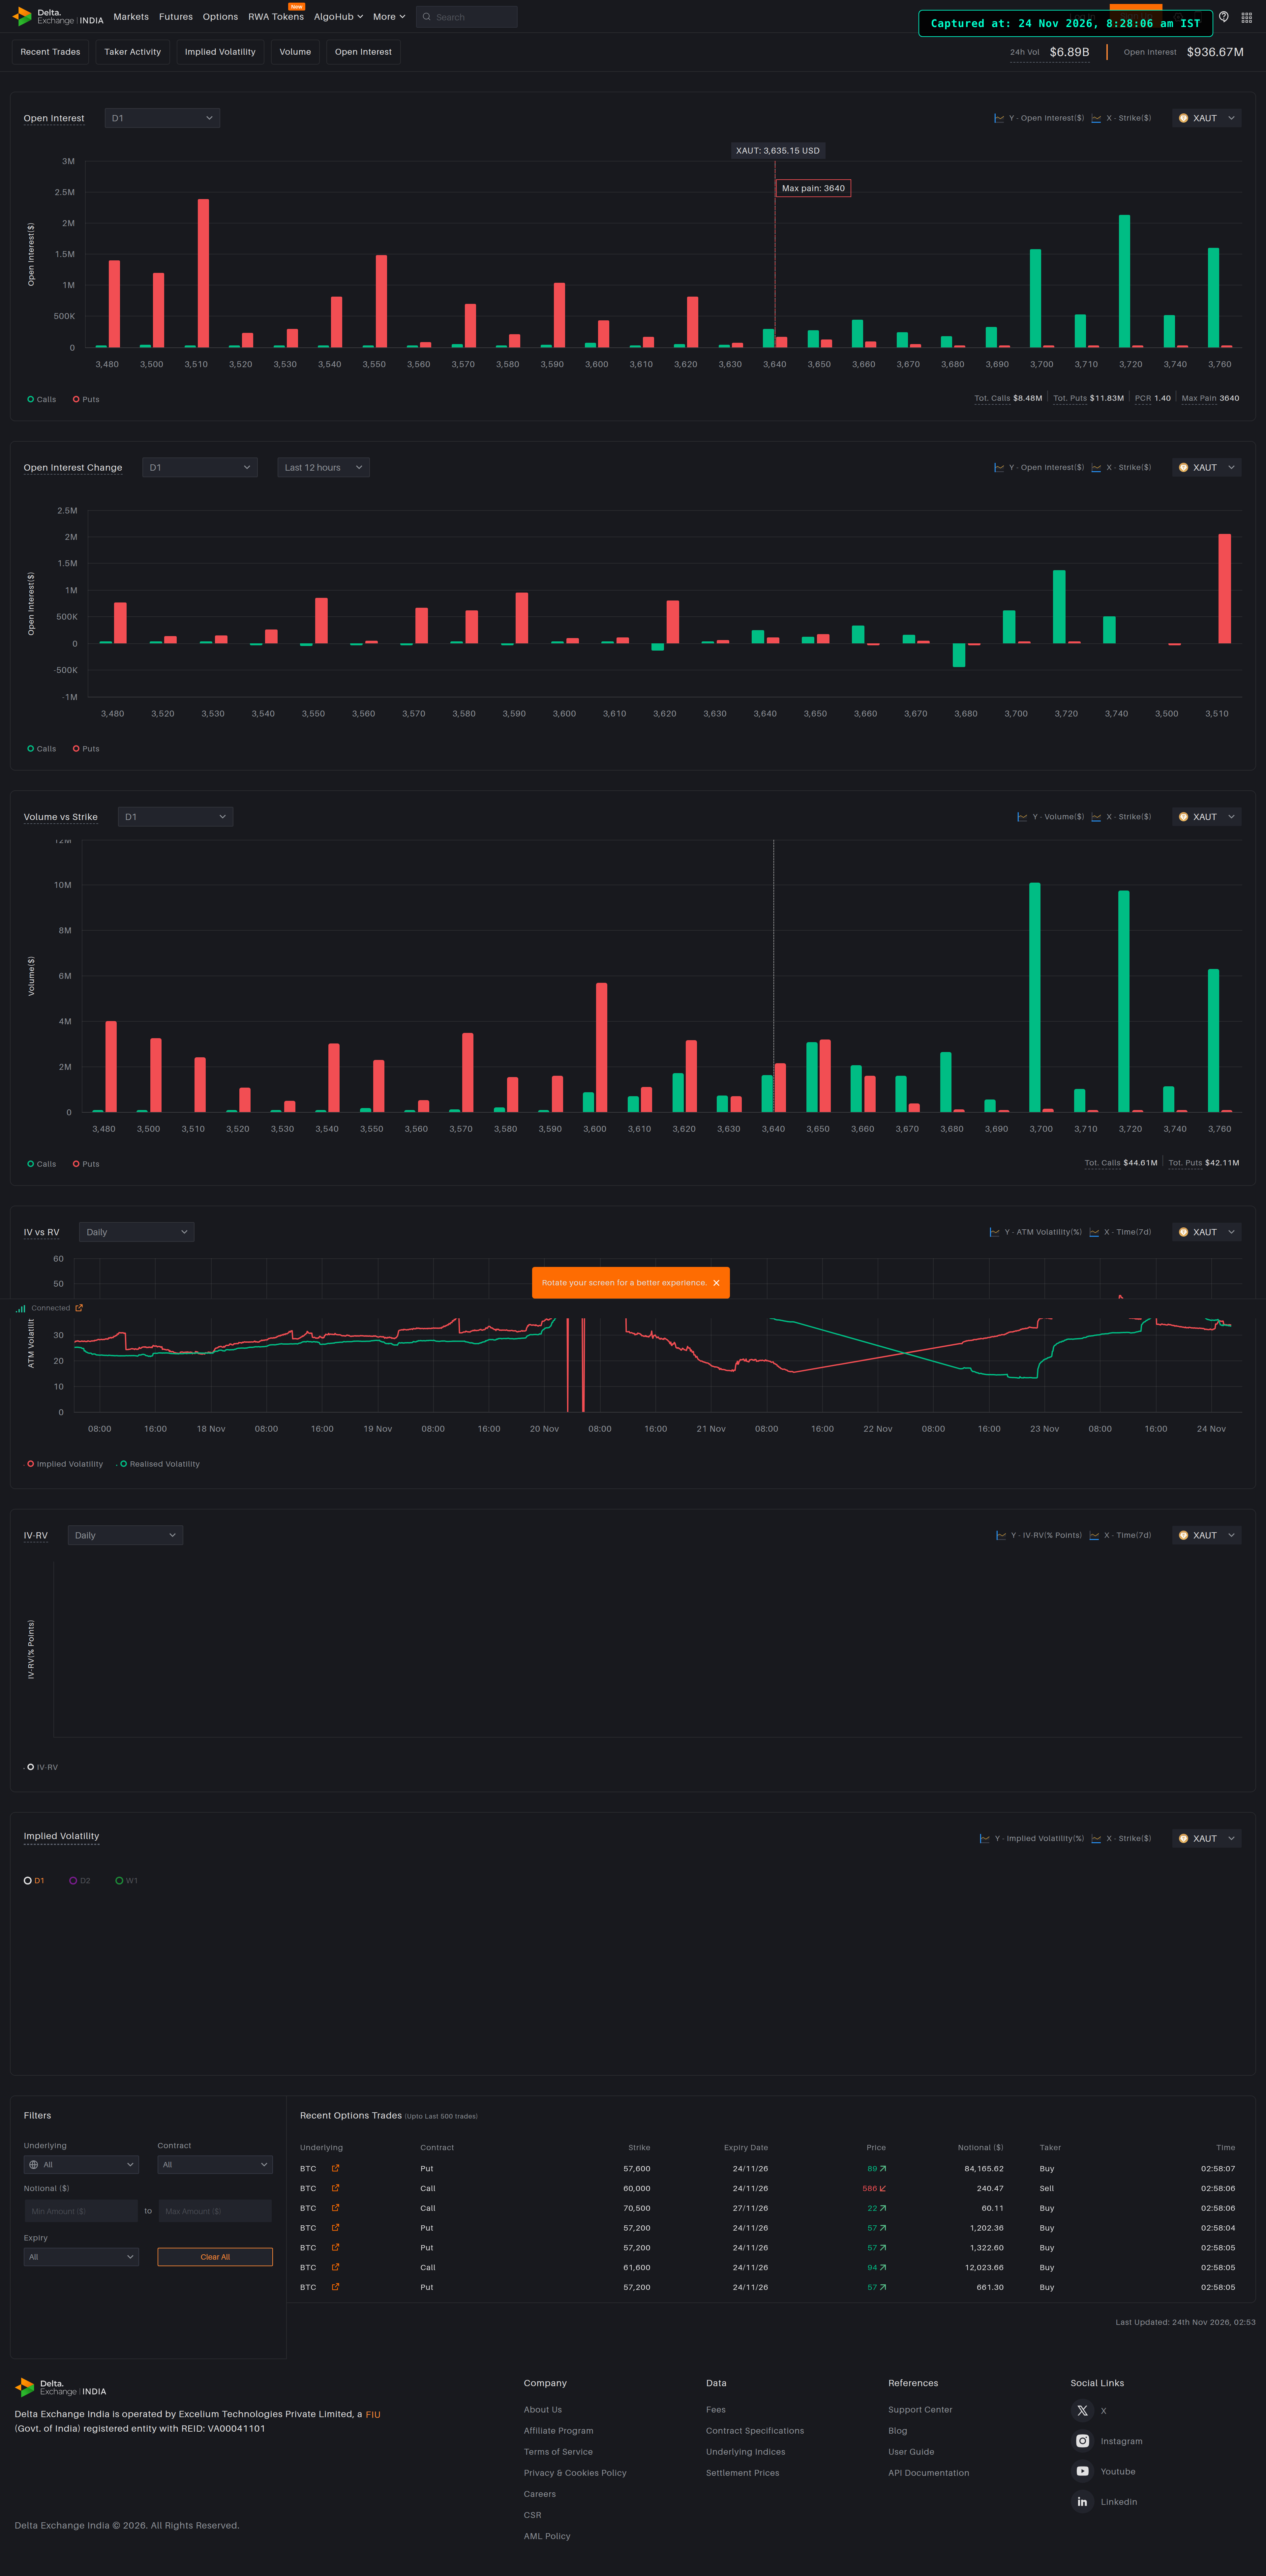 Delta.
Exchange | INDIA
Markets
Futures
Options
RWA Tokens
New
AlgoHub
More
Search
Captured at: 24 Nov 2026, 8:28:06 am IST
Recent Trades
Taker Activity
Implied Volatility
Volume
Open Interest
24h Vol $6.89B
Open Interest $936.67M
Open Interest
D1
Y - Open Interest($) X - Strike($)
XAUT
XAUT: 3,635.15 USD
Max pain: 3640
Open Interest($)
3M
2.5M
2M
1.5M
1M
500K
0
3,480 3,500 3,510 3,520 3,530 3,540 3,550 3,560 3,570 3,580 3,590 3,600 3,610 3,620 3,630 3,640 3,650 3,660 3,670 3,680 3,690 3,700 3,710 3,720 3,740 3,760
Calls Puts
Tot. Calls $8.48M Tot. Puts $11.83M PCR 1.40 Max Pain 3640
Open Interest Change
D1
Last 12 hours
Y - Open Interest($) X - Strike($)
XAUT
Open Interest($)
2.5M
2M
1.5M
1M
500K
0
-500K
-1M
3,480 3,520 3,530 3,540 3,550 3,560 3,570 3,580 3,590 3,600 3,610 3,620 3,630 3,640 3,650 3,660 3,670 3,680 3,700 3,720 3,740 3,500 3,510
Calls Puts
Volume vs Strike
D1
Y - Volume($) X - Strike($)
XAUT
Volume($)
12M
10M
8M
6M
4M
2M
0
3,480 3,500 3,510 3,520 3,530 3,540 3,550 3,560 3,570 3,580 3,590 3,600 3,610 3,620 3,630 3,640 3,650 3,660 3,670 3,680 3,690 3,700 3,710 3,720 3,740 3,760
Calls Puts
Tot. Calls $44.61M Tot. Puts $42.11M
IV vs RV
Daily
Y - ATM Volatility(%) X - Time(7d)
XAUT
60
50
Rotate your screen for a better experience.
Connected
ATM Volatilit
30
20
10
0
08:00 16:00 18 Nov 08:00 16:00 19 Nov 08:00 16:00 20 Nov 08:00 16:00 21 Nov 08:00 16:00 22 Nov 08:00 16:00 23 Nov 08:00 16:00 24 Nov
Implied Volatility Realised Volatility
IV-RV
Daily
Y - IV-RV(% Points) X - Time(7d)
XAUT
IV-RV(% Points)
IV-RV
Implied Volatility
Y - Implied Volatility(%) X - Strike($)
XAUT
D1 D2 W1
Filters
Underlying
All
Contract
All
Notional ($)
Min Amount ($) to Max Amount ($)
Expiry
All
Clear All
Recent Options Trades (Upto Last 500 trades)
Underlying Contract Strike Expiry Date Price Notional ($) Taker Time
BTC Put 57,600 24/11/26 89 84,165.62 Buy 02:58:07
BTC Call 60,000 24/11/26 586 240.47 Sell 02:58:06
BTC Call 70,500 27/11/26 22 60.11 Buy 02:58:06
BTC Put 57,200 24/11/26 57 1,202.36 Buy 02:58:04
BTC Put 57,200 24/11/26 57 1,322.60 Buy 02:58:05
BTC Call 61,600 24/11/26 94 12,023.66 Buy 02:58:05
BTC Put 57,200 24/11/26 57 661.30 Buy 02:58:05
Last Updated: 24th Nov 2026, 02:53
Delta.
Exchange | INDIA
Delta Exchange India is operated by Excelium Technologies Private Limited, a FIU
(Govt. of India) registered entity with REID: VA00041101
Delta Exchange India © 2026. All Rights Reserved.
Company
About Us
Affiliate Program
Terms of Service
Privacy & Cookies Policy
Careers
CSR
AML Policy
Data
Fees
Contract Specifications
Underlying Indices
Settlement Prices
References
Support Center
Blog
User Guide
API Documentation
Social Links
X
Instagram
Youtube
Linkedin